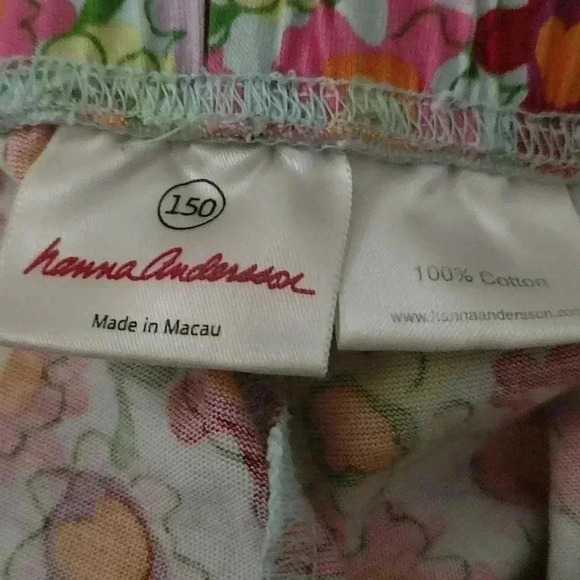 150
hanna andersson
Made in Macau
100% Cotton
www.hannaandersson.com